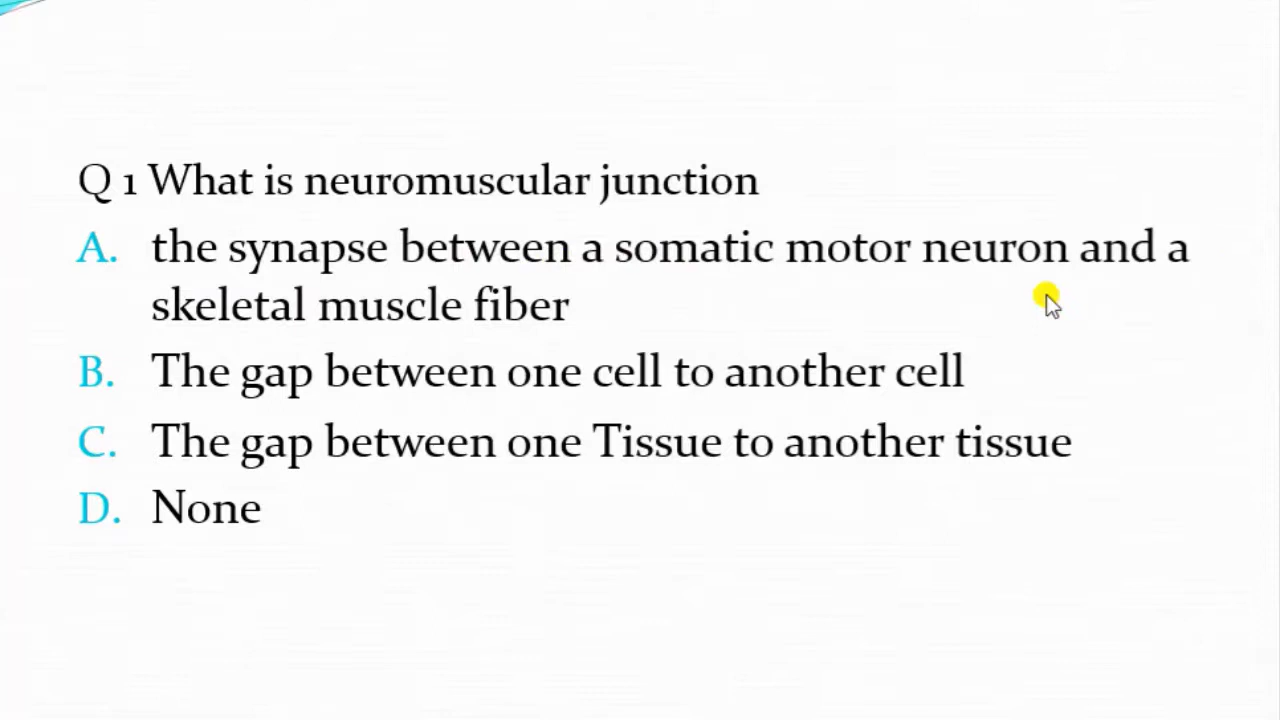 Q 1 What is neuromuscular junction
A. the synapse between a somatic motor neuron and a
skeletal muscle fiber
B. The gap between one cell to another cell
C. The gap between one Tissue to another tissue
D. None